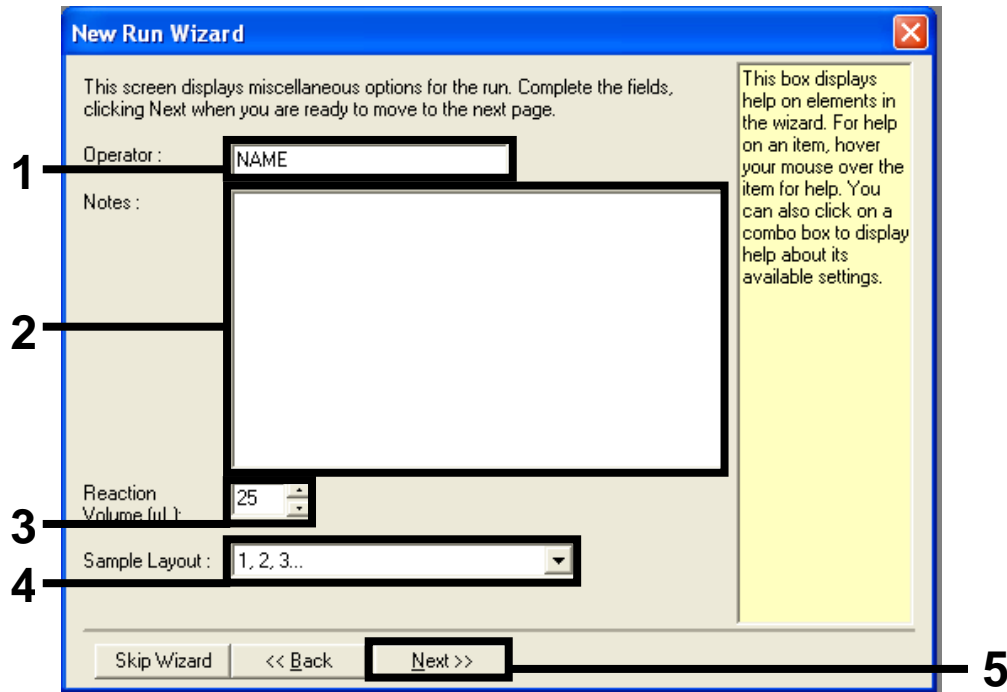 New Run Wizard
This screen displays miscellaneous options for the run. Complete the fields,
clicking Next when you are ready to move to the next page.
This box displays
help on elements in
the wizard. For help
on an item, hover
your mouse over the
item for help. You
can also click on a
combo box to display
help about its
available settings.
1
Operator :
NAME
Notes :
2
Reaction
Volume (uL):
25
3
Sample Layout :
1, 2, 3...
4
Skip Wizard
<< Back
Next >>
5